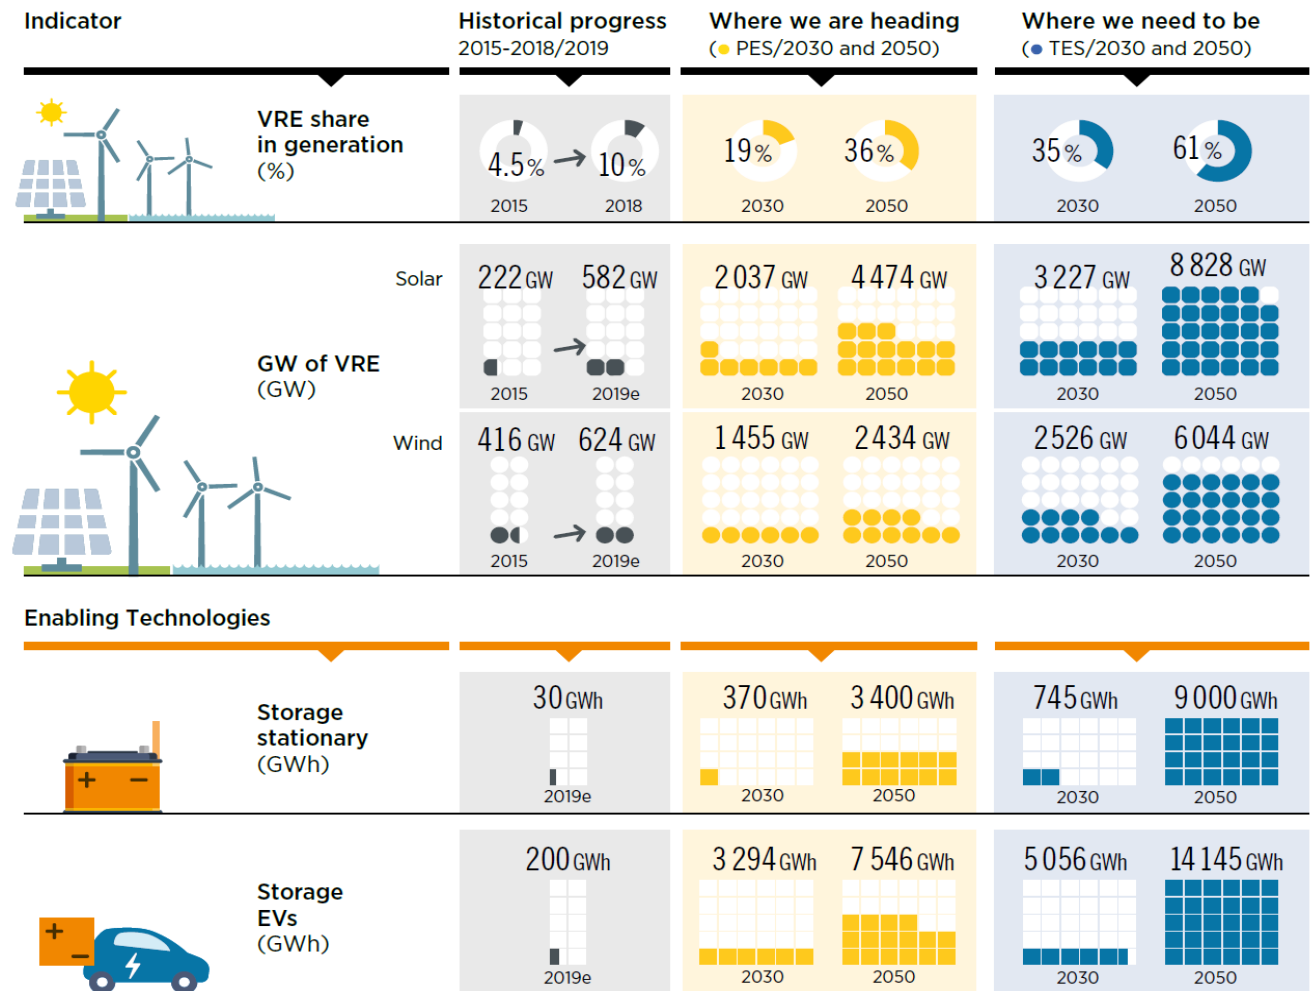 Indicator
Historical progress
2015-2018/2019
Where we are heading
(● PES/2030 and 2050)
Where we need to be
(● TES/2030 and 2050)
VRE share
in generation
(%)
4.5%
10%
2015
2018
19%
36%
2030
2050
35%
61%
2030
2050
GW of VRE
(GW)
Solar
222 GW
582 GW
2015
2019e
2 037 GW
4 474 GW
2030
2050
3 227 GW
8 828 GW
2030
2050
Wind
416 GW
624 GW
2015
2019e
1 455 GW
2 434 GW
2030
2050
2 526 GW
6 044 GW
2030
2050
Enabling Technologies
+ −
Storage
stationary
(GWh)
30 GWh
2019e
370 GWh
3 400 GWh
2030
2050
745 GWh
9 000 GWh
2030
2050
+
−
Storage
EVs
(GWh)
200 GWh
2019e
3 294 GWh
7 546 GWh
2030
2050
5 056 GWh
14 145 GWh
2030
2050